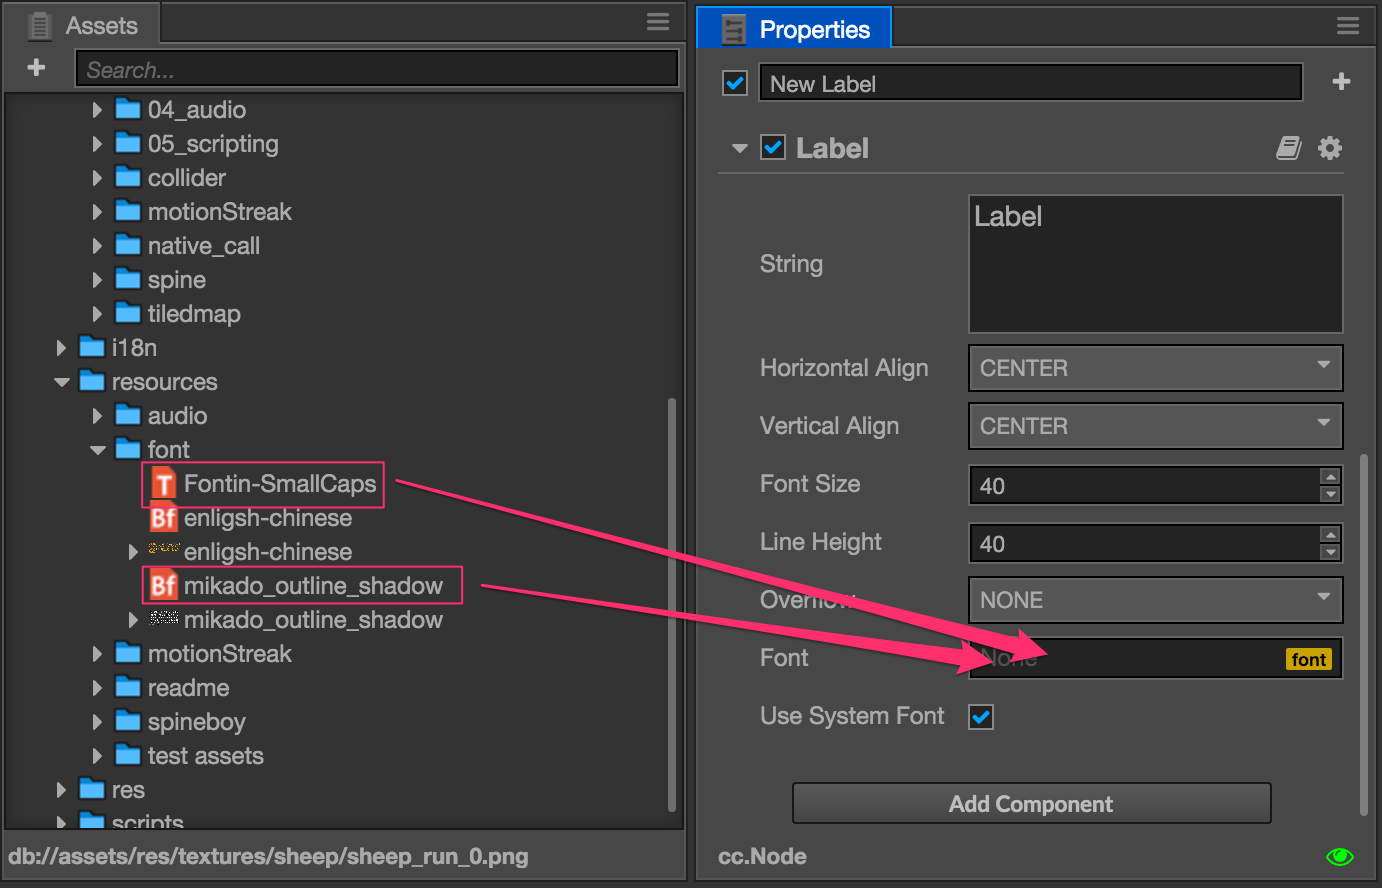 Assets
Search...
04_audio
05_scripting
collider
motionStreak
native_call
spine
tiledmap
i18n
resources
audio
font
T Fontin-SmallCaps
Bf enligsh-chinese
enligsh-chinese
Bf mikado_outline_shadow
mikado_outline_shadow
motionStreak
readme
spineboy
test assets
res
scripts
db://assets/res/textures/sheep/sheep_run_0.png
Properties
New Label
Label
String
Label
Horizontal Align
CENTER
Vertical Align
CENTER
Font Size
40
Line Height
40
Overflow
NONE
Font
None
font
Use System Font
Add Component
cc.Node